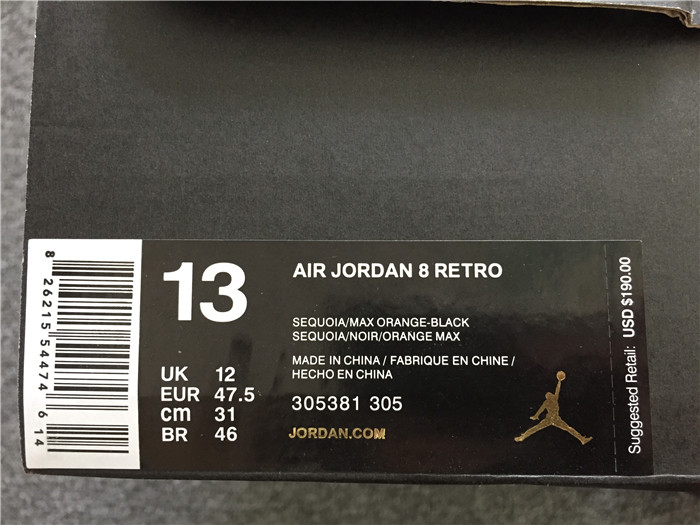 13
AIR JORDAN 8 RETRO
SEQUOIA/MAX ORANGE-BLACK
SEQUOIA/NOIR/ORANGE MAX
MADE IN CHINA / FABRIQUE EN CHINE /
HECHO EN CHINA
UK 12
EUR 47.5
cm 31
BR 46
305381 305
JORDAN.COM
Suggested Retail: USD $190.00
8 26215 54474 6 14